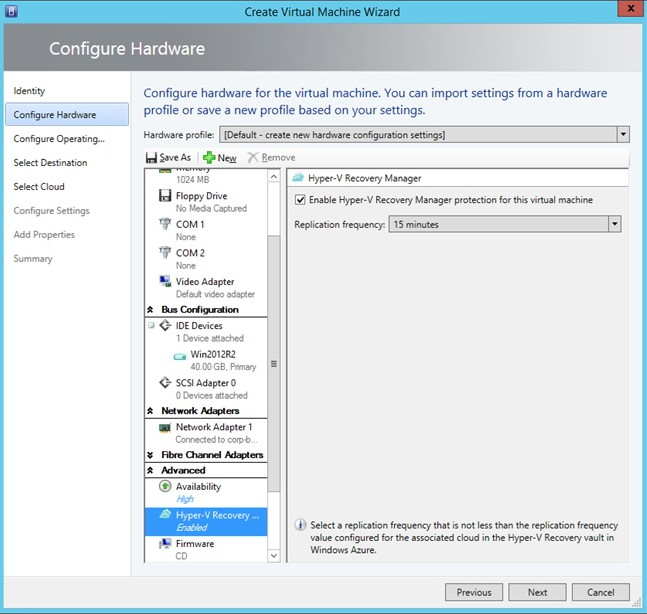 Create Virtual Machine Wizard
Configure Hardware
Identity
Configure Hardware
Configure Operating...
Select Destination
Select Cloud
Configure Settings
Add Properties
Summary
Configure hardware for the virtual machine. You can import settings from a hardware
profile or save a new profile based on your settings.
Hardware profile: [Default - create new hardware configuration settings]
Save As New Remove
Memory
1024 MB
Floppy Drive
No Media Captured
COM 1
None
COM 2
None
Video Adapter
Default video adapter
Bus Configuration
IDE Devices
1 Device attached
Win2012R2
40.00 GB, Primary
SCSI Adapter 0
0 Devices attached
Network Adapters
Network Adapter 1
Connected to corp-b...
Fibre Channel Adapters
Advanced
Availability
High
Hyper-V Recovery ...
Enabled
Firmware
CD
Hyper-V Recovery Manager
Enable Hyper-V Recovery Manager protection for this virtual machine
Replication frequency: 15 minutes
Select a replication frequency that is not less than the replication frequency
value configured for the associated cloud in the Hyper-V Recovery vault in
Windows Azure.
Previous Next Cancel